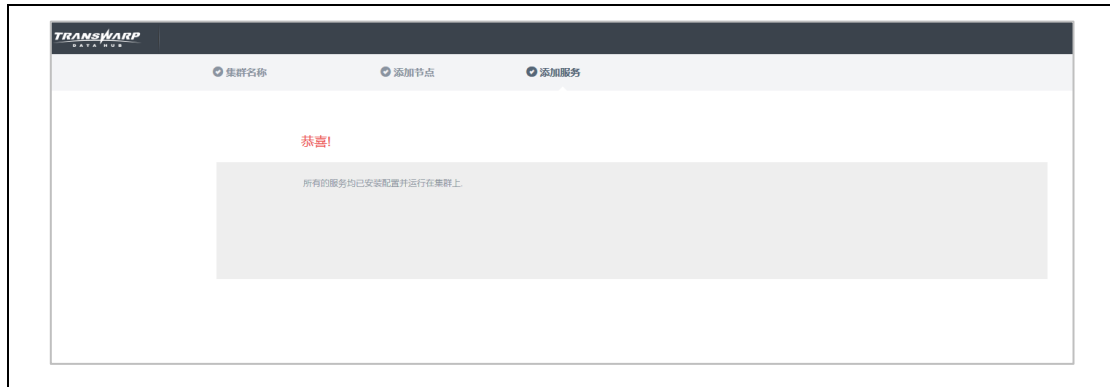 TRANSWARP
DATA HUB
集群名称 添加节点 添加服务
恭喜!
所有的服务均已安装配置并运行在集群上.